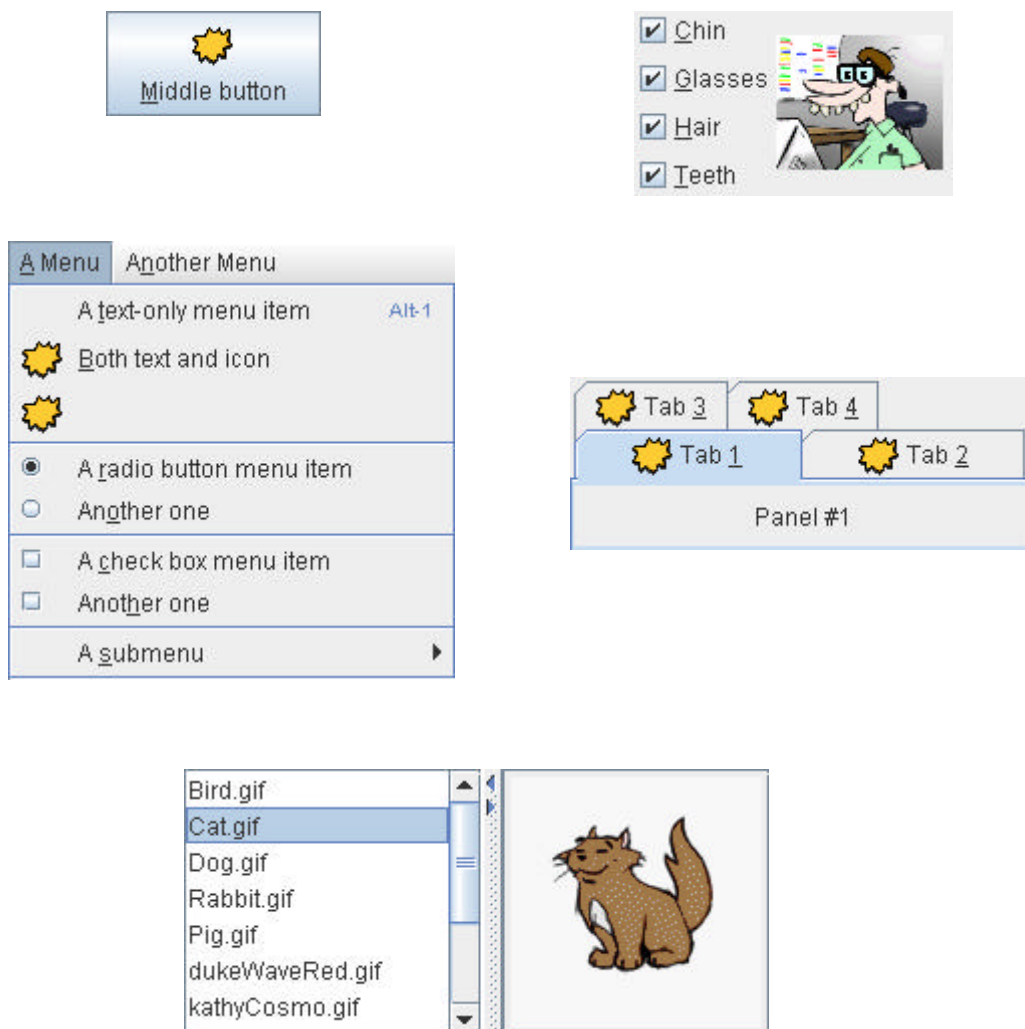 Middle button
Chin
Glasses
Hair
Teeth
A Menu Another Menu
A text-only menu item Alt-1
Both text and icon
A radio button menu item
Another one
A check box menu item
Another one
A submenu
Tab 3 Tab 4
Tab 1 Tab 2
Panel #1
Bird.gif
Cat.gif
Dog.gif
Rabbit.gif
Pig.gif
dukeWaveRed.gif
kathyCosmo.gif